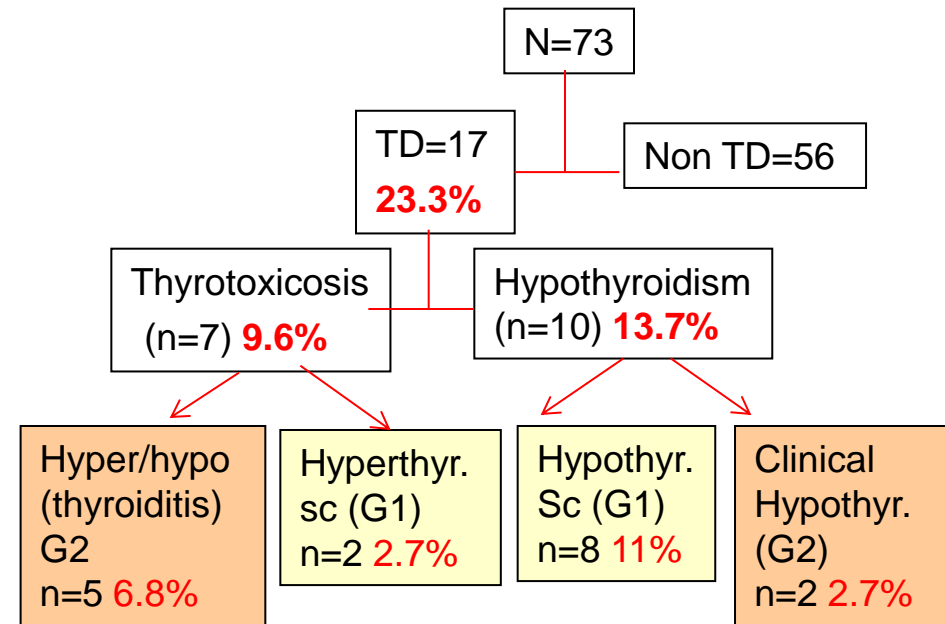 N=73
TD=17
23.3%
Non TD=56
Thyrotoxicosis
(n=7) 9.6%
Hypothyroidism
(n=10) 13.7%
Hyper/hypo
(thyroiditis)
G2
n=5 6.8%
Hyperthyr.
sc (G1)
n=2 2.7%
Hypothyr.
Sc (G1)
n=8 11%
Clinical
Hypothyr.
(G2)
n=2 2.7%